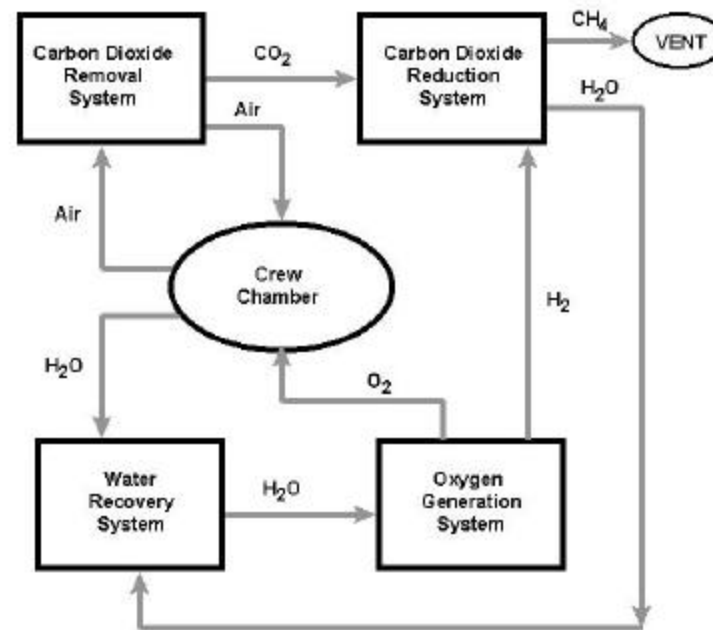 Carbon Dioxide
Removal
System
CO₂
Carbon Dioxide
Reduction
System
CH₄
VENT
H₂O
Air
Air
Crew
Chamber
H₂O
O₂
H₂
Water
Recovery
System
H₂O
Oxygen
Generation
System